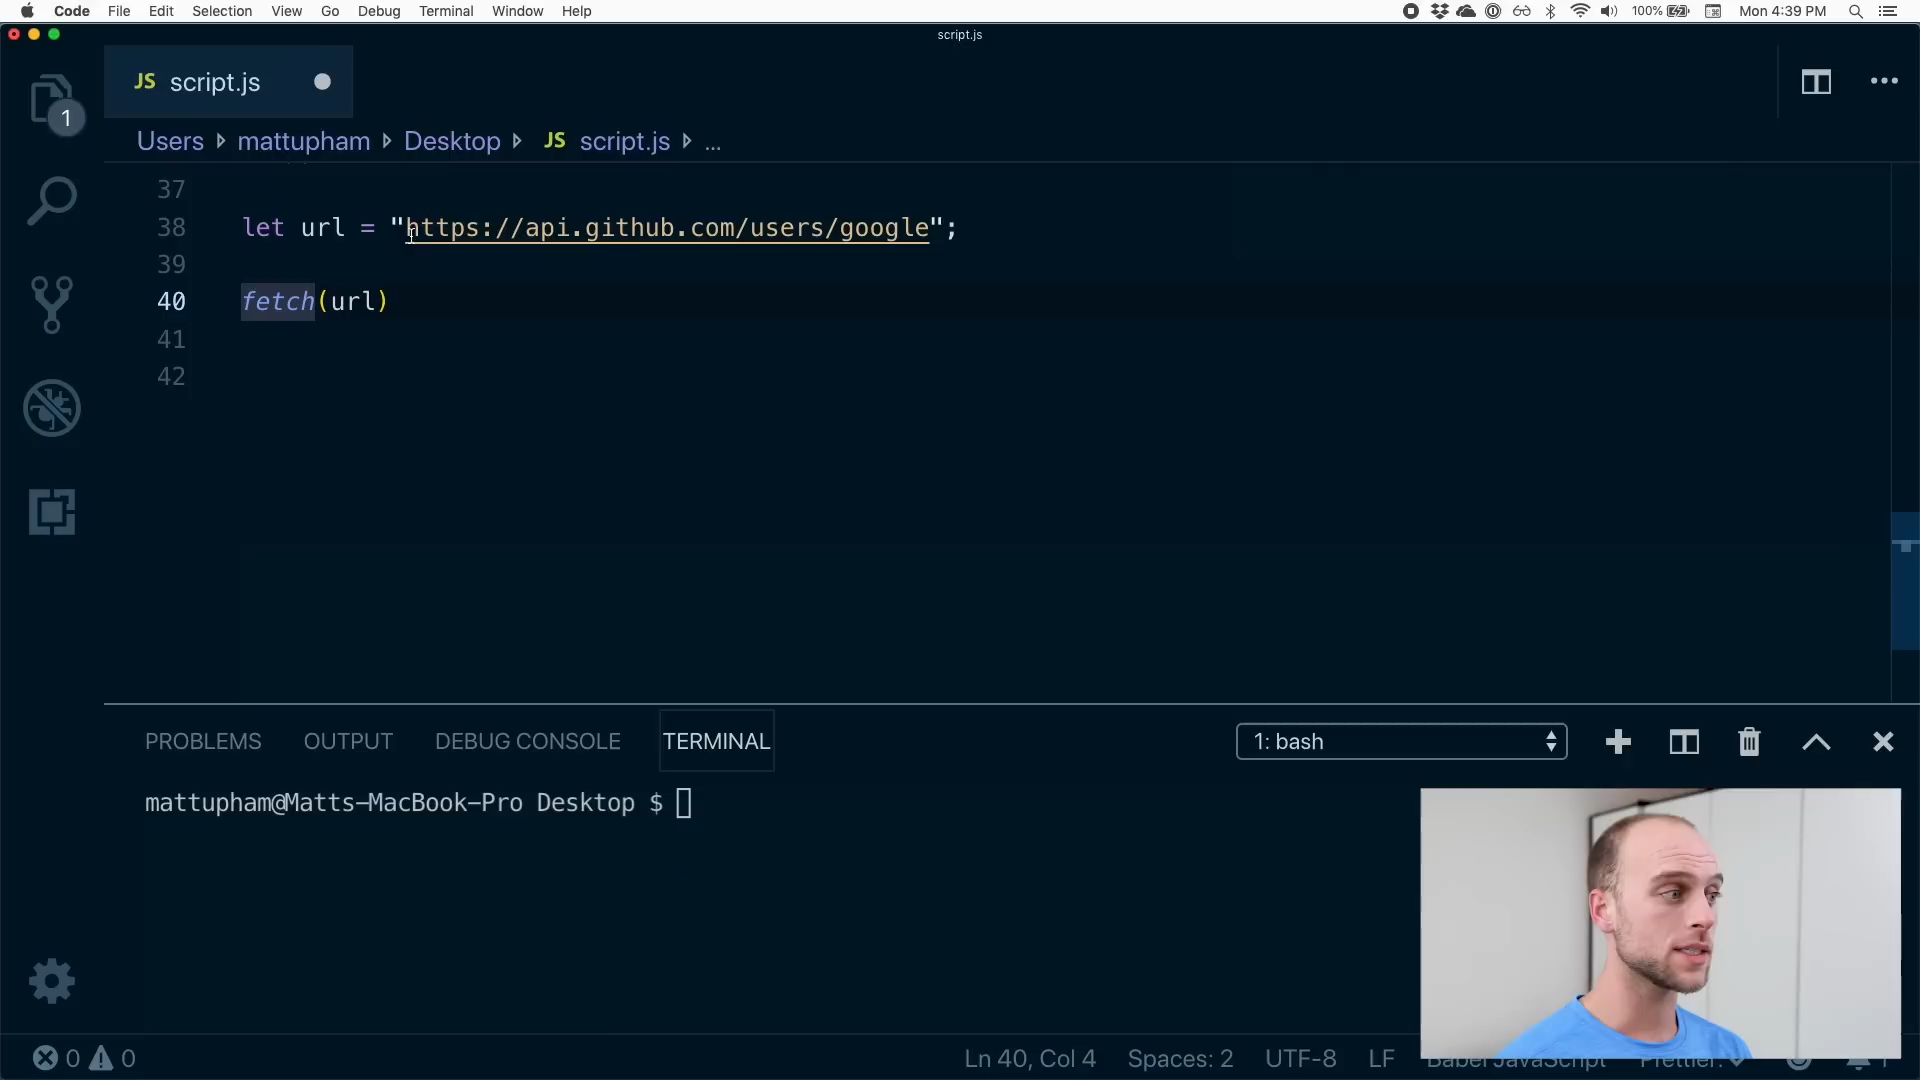 Code File Edit Selection View Go Debug Terminal Window Help 100% Mon 4:39 PM
script.js
JS script.js
1
Users mattupham Desktop JS script.js ...
37
38 let url = "https://api.github.com/users/google";
39
40 fetch(url)
41
42
PROBLEMS OUTPUT DEBUG CONSOLE TERMINAL 1: bash
mattupham@Matts-MacBook-Pro Desktop $
0 0 Ln 40, Col 4 Spaces: 2 UTF-8 LF Babel JavaScript Prettier: